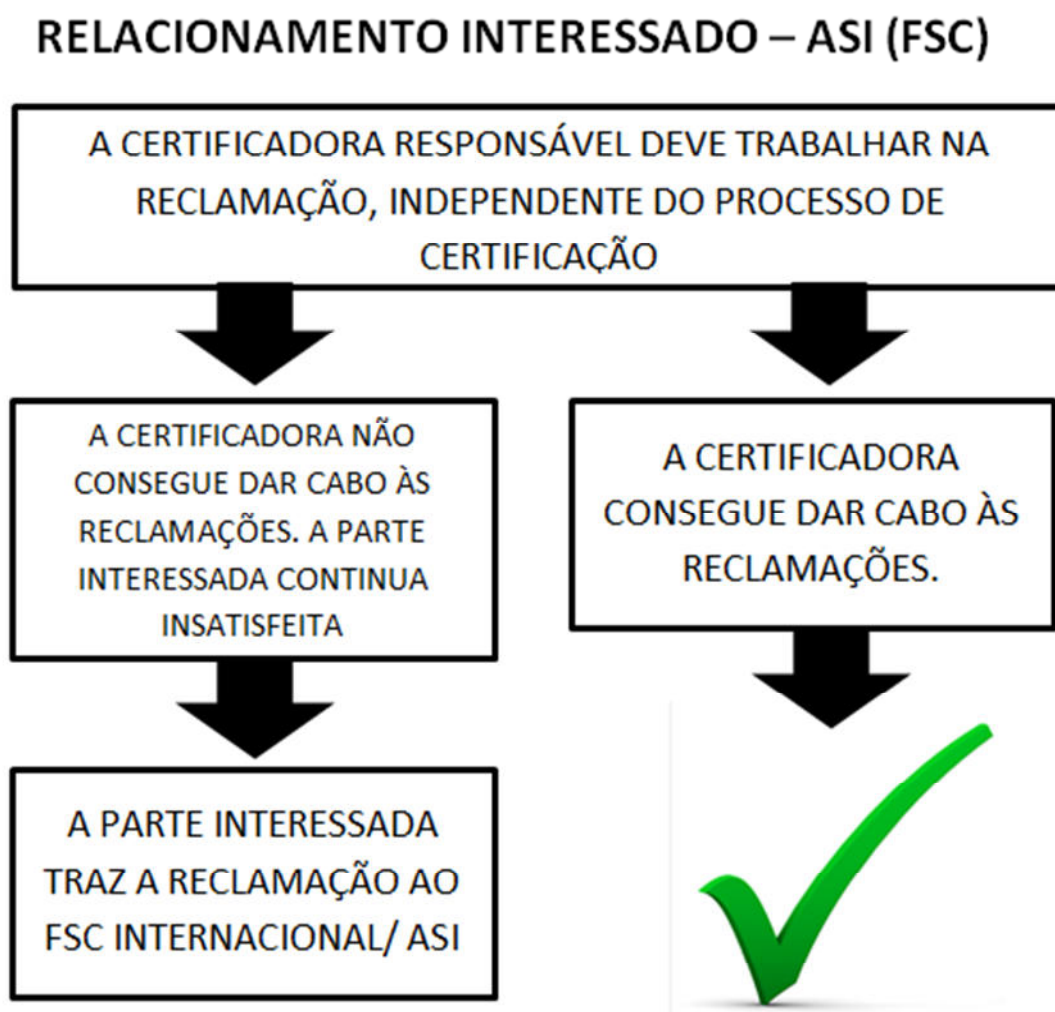 RELACIONAMENTO INTERESSADO – ASI (FSC)
A CERTIFICADORA RESPONSÁVEL DEVE TRABALHAR NA
RECLAMAÇÃO, INDEPENDENTE DO PROCESSO DE
CERTIFICAÇÃO
A CERTIFICADORA NÃO
CONSEGUE DAR CABO ÀS
RECLAMAÇÕES. A PARTE
INTERESSADA CONTINUA
INSATISFEITA
A CERTIFICADORA
CONSEGUE DAR CABO ÀS
RECLAMAÇÕES.
A PARTE INTERESSADA
TRAZ A RECLAMAÇÃO AO
FSC INTERNACIONAL/ ASI